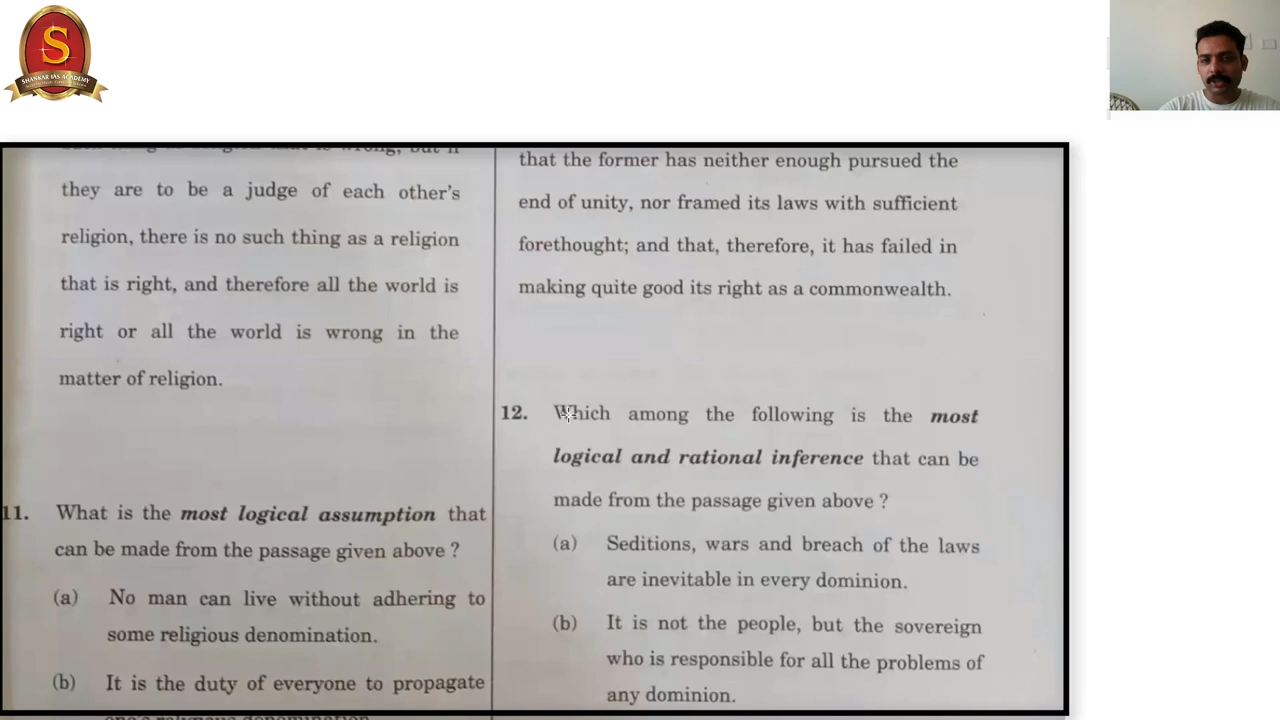 S
SHANKAR IAS ACADEMY
they are to be a judge of each other's
religion, there is no such thing as a religion
that is right, and therefore all the world is
right or all the world is wrong in the
matter of religion.
11. What is the most logical assumption that
can be made from the passage given above ?
(a) No man can live without adhering to
some religious denomination.
(b) It is the duty of everyone to propagate
that the former has neither enough pursued the
end of unity, nor framed its laws with sufficient
forethought; and that, therefore, it has failed in
making quite good its right as a commonwealth.
12. Which among the following is the most
logical and rational inference that can be
made from the passage given above ?
(a) Seditions, wars and breach of the laws
are inevitable in every dominion.
(b) It is not the people, but the sovereign
who is responsible for all the problems of
any dominion.